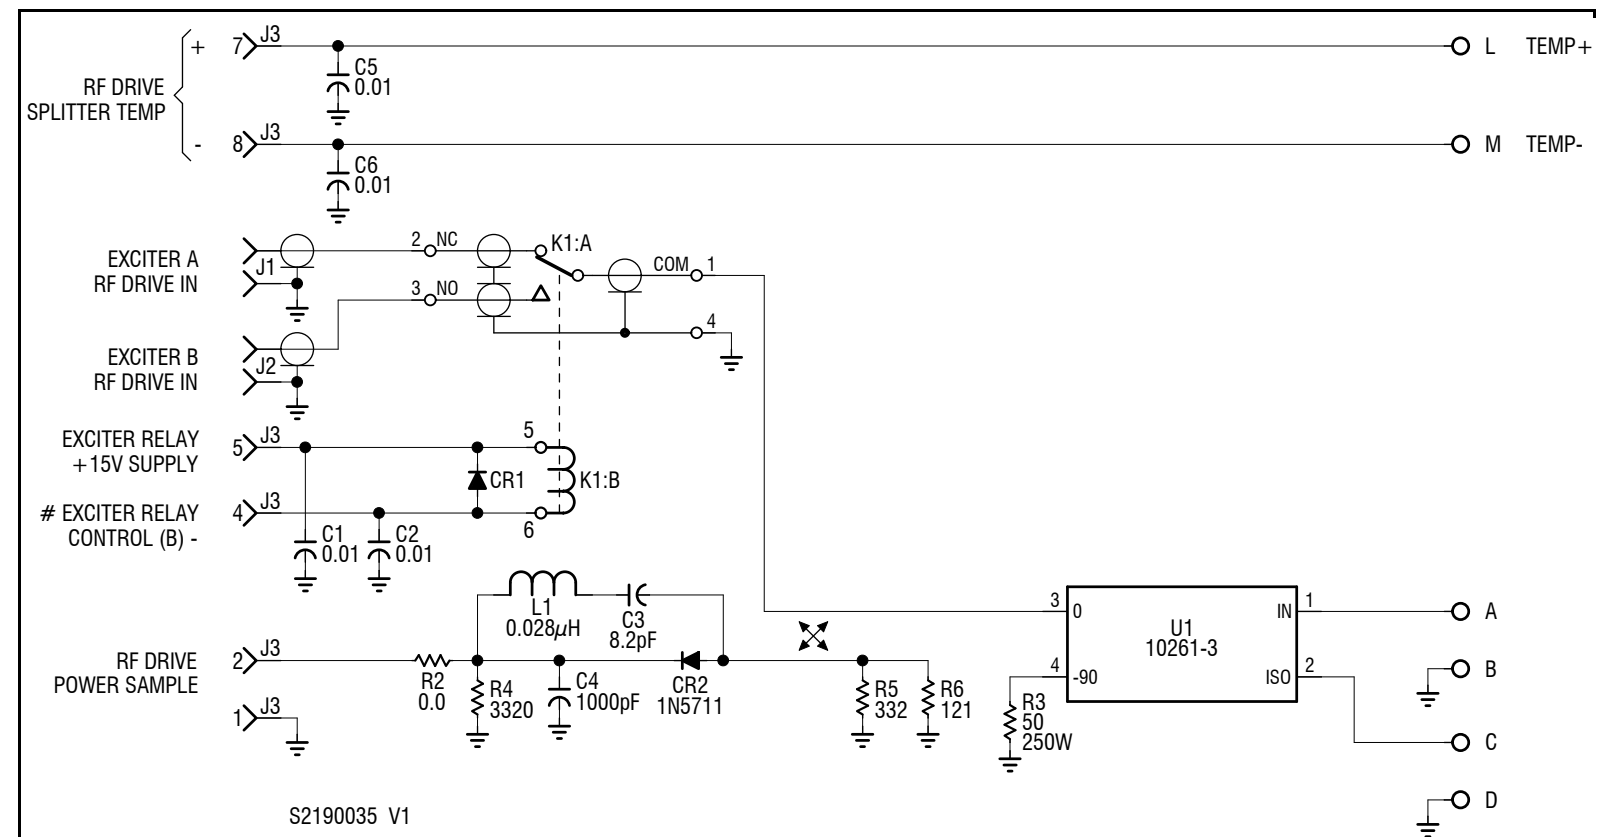 + 7 J3 L TEMP+
C5
0.01
RF DRIVE
SPLITTER TEMP
- 8 J3 M TEMP-
C6
0.01
EXCITER A
RF DRIVE IN
J1
2 NC
K1:A
COM 1
3 NO
4
EXCITER B
RF DRIVE IN
J2
EXCITER RELAY
+15V SUPPLY
5 J3
5
CR1
K1:B
# EXCITER RELAY
CONTROL (B) -
4 J3
6
C1
0.01
C2
0.01
L1
0.028µH
C3
8.2pF
RF DRIVE
POWER SAMPLE
2 J3
R2
0.0
R4
3320
C4
1000pF
CR2
1N5711
R5
332
R6
121
1 J3
3 0 IN 1 A
U1
10261-3
4 -90 ISO 2 B
R3
50
250W
C
D
S2190035 V1